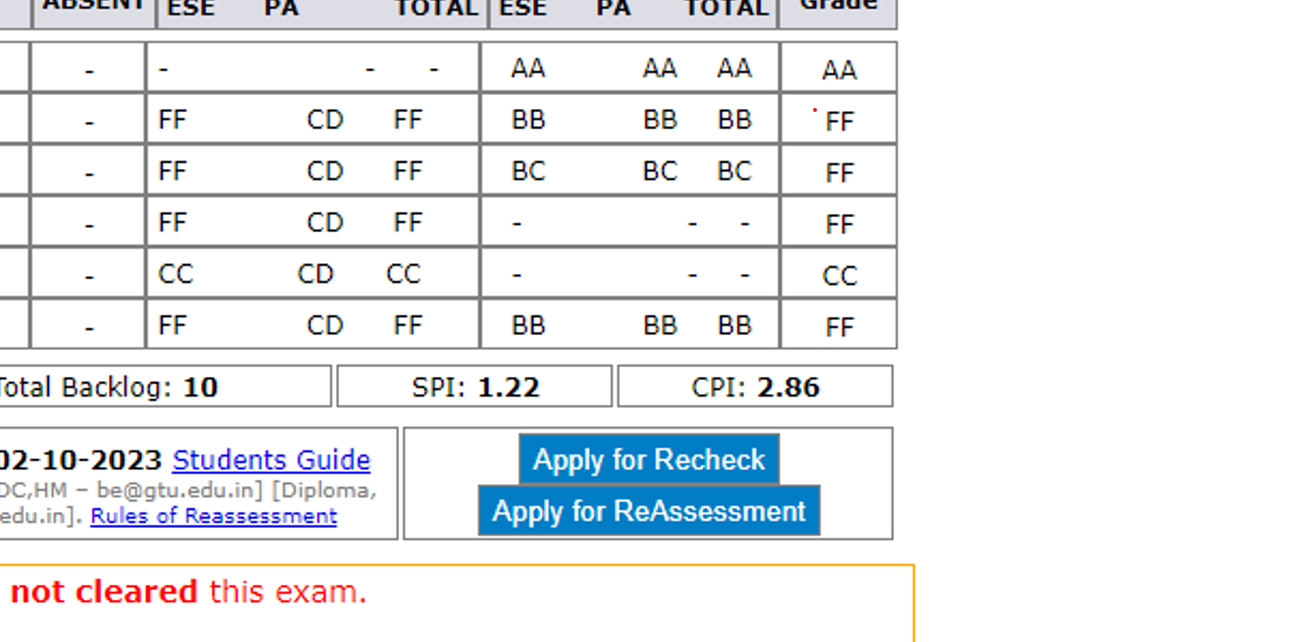 ABSENT ESE PA TOTAL ESE PA TOTAL Grade
- - - - AA AA AA AA
- FF CD FF BB BB BB FF
- FF CD FF BC BC BC FF
- FF CD FF - - - FF
- CC CD CC - - - CC
- FF CD FF BB BB BB FF
Total Backlog: 10 SPI: 1.22 CPI: 2.86
02-10-2023 Students Guide
DC,HM – be@gtu.edu.in] [Diploma,
edu.in]. Rules of Reassessment
Apply for Recheck
Apply for ReAssessment
not cleared this exam.